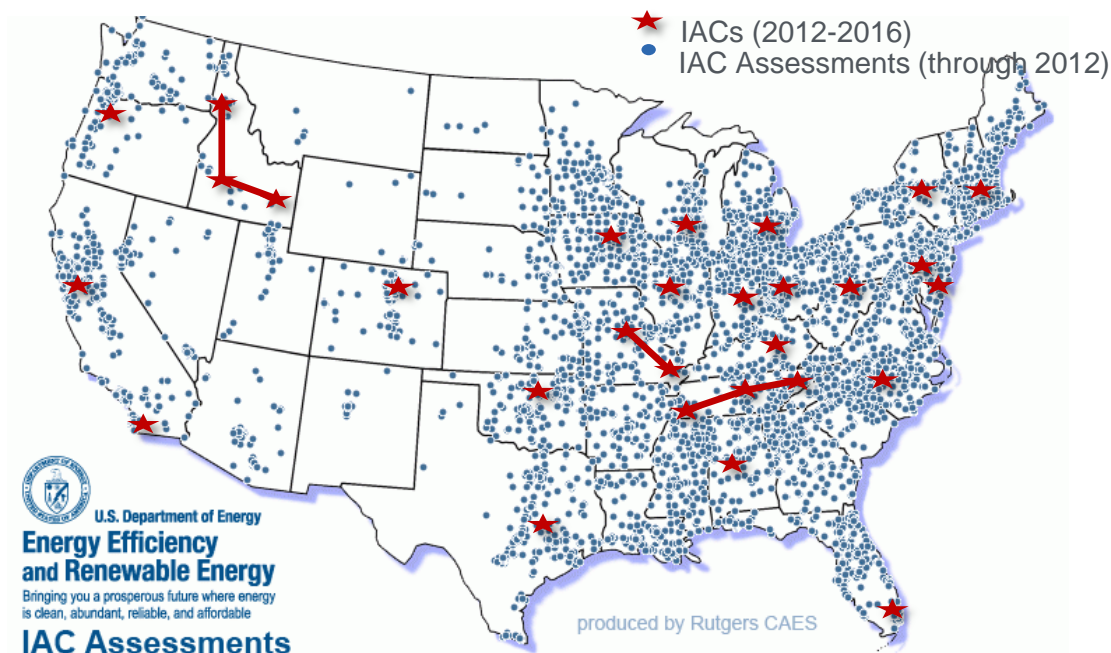 IACs (2012-2016)
IAC Assessments (through 2012)
U.S. Department of Energy
Energy Efficiency
and Renewable Energy
Bringing you a prosperous future where energy
is clean, abundant, reliable, and affordable
IAC Assessments
produced by Rutgers CAES